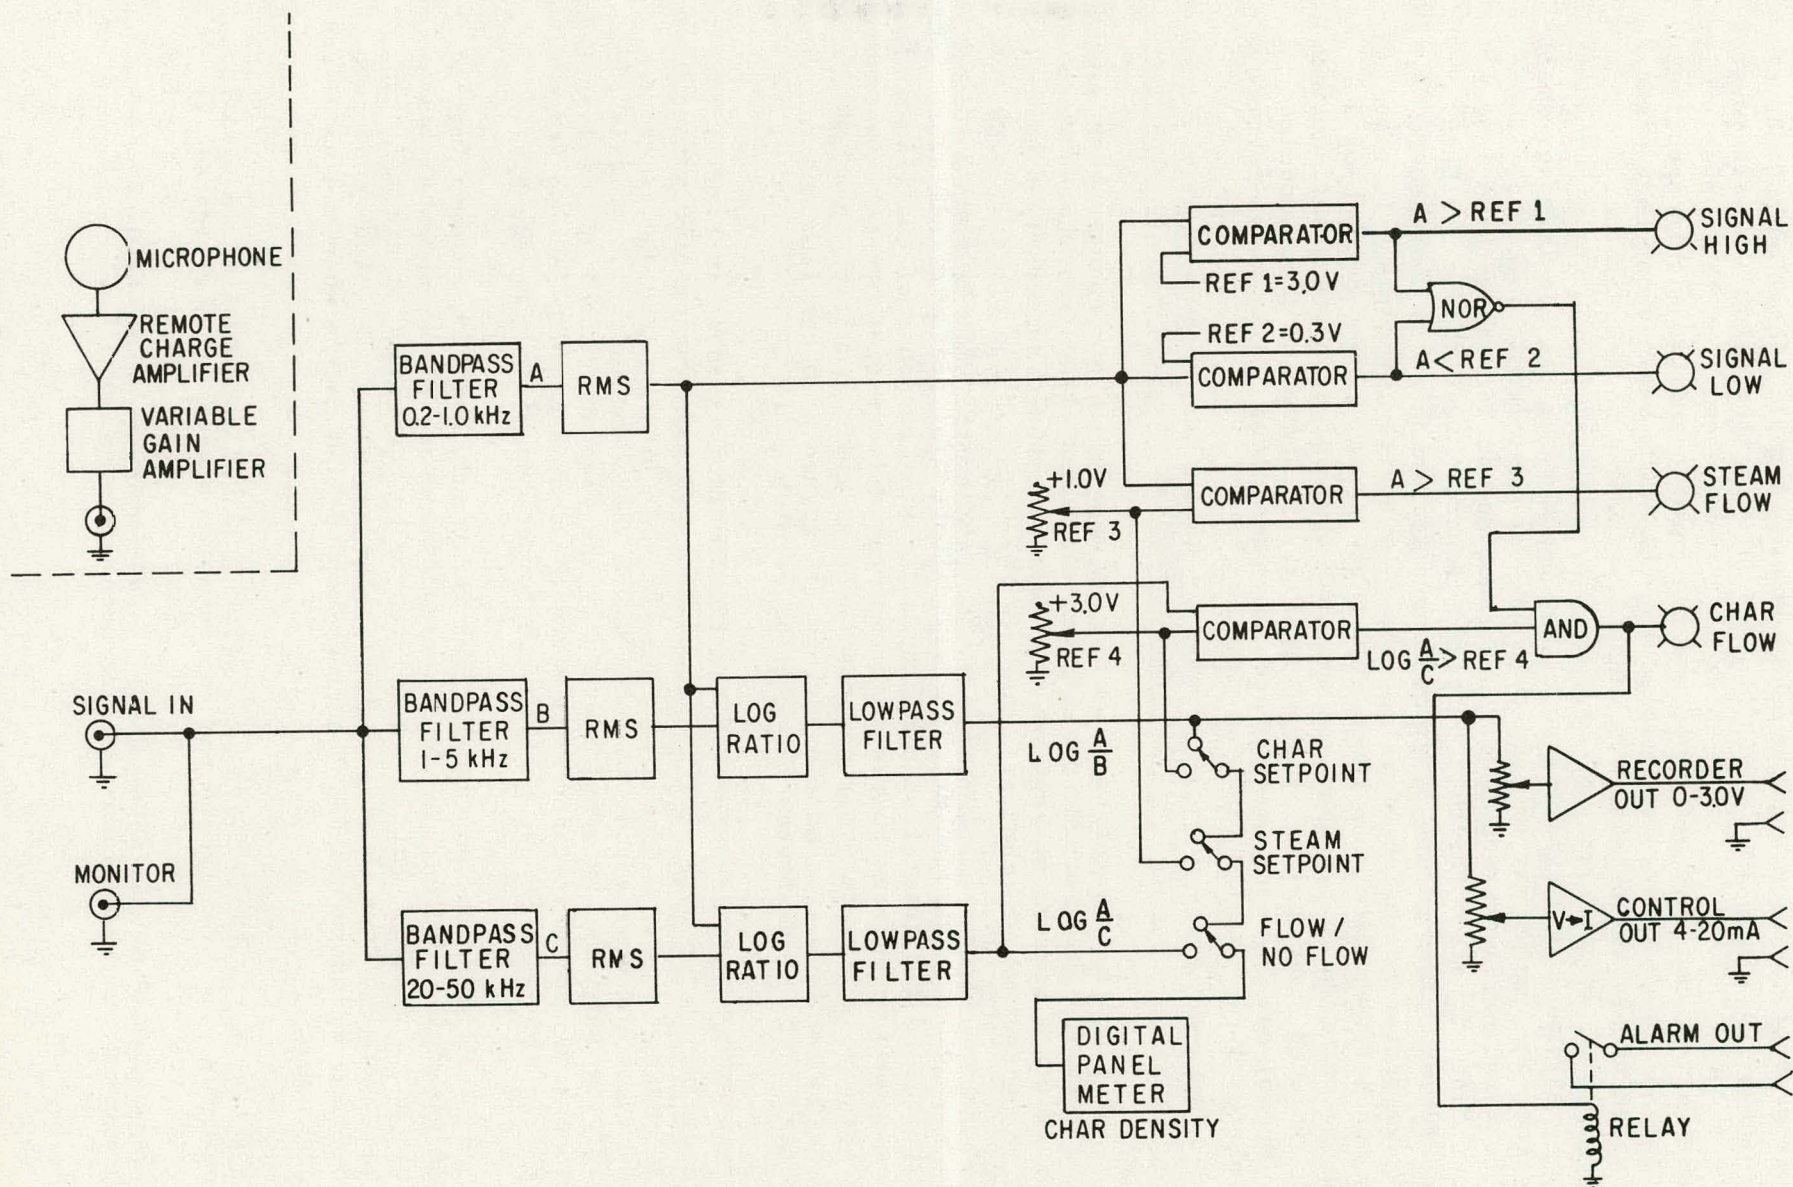 MICROPHONE
REMOTE
CHARGE
AMPLIFIER
VARIABLE
GAIN
AMPLIFIER
SIGNAL IN
MONITOR
BANDPASS
FILTER
0.2-1.0 kHz
A
RMS
BANDPASS
FILTER
1-5 kHz
B
RMS
BANDPASS
FILTER
20-50 kHz
C
RMS
LOG
RATIO
LOWPASS
FILTER
LOG
RATIO
LOWPASS
FILTER
COMPARATOR
REF 1=3.0V
A > REF 1
SIGNAL
HIGH
NOR
REF 2=0.3V
COMPARATOR
A < REF 2
SIGNAL
LOW
+1.0V
REF 3
COMPARATOR
A > REF 3
STEAM
FLOW
+3.0V
REF 4
COMPARATOR
LOG A/C > REF 4
AND
CHAR
FLOW
LOG A/B
CHAR
SETPOINT
STEAM
SETPOINT
LOG A/C
FLOW /
NO FLOW
DIGITAL
PANEL
METER
CHAR DENSITY
RECORDER
OUT 0-3.0V
V→I
CONTROL
OUT 4-20mA
ALARM OUT
RELAY